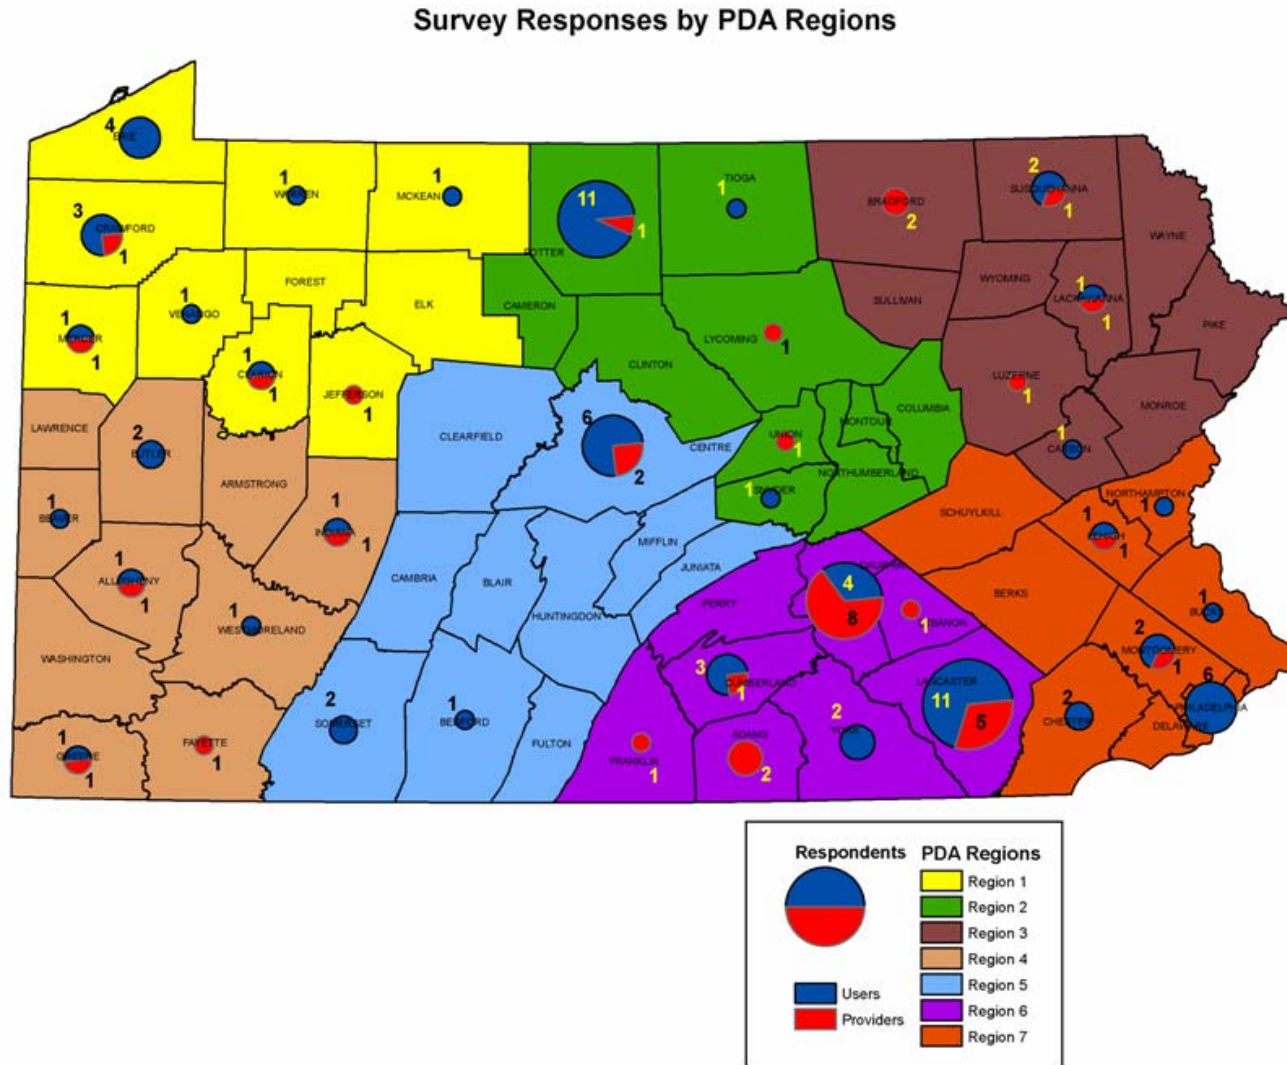 Survey Responses by PDA Regions
4
ERIE
1
WARREN
1
MCKEAN
11
1
POTTER
1
TIOGA
BRADFORD
2
2
SUSQUEHANNA
1
WAYNE
3
CRAWFORD
1
FOREST
ELK
CAMERON
CLINTON
LYCOMING
1
SULLIVAN
WYOMING
1
LACKAWANNA
1
PIKE
1
MERCER
1
1
VENANGO
1
CLARION
1
JEFFERSON
1
LUZERNE
1
MONROE
1
CARBON
LAWRENCE
2
BUTLER
ARMSTRONG
CLEARFIELD
6
2
CENTRE
UNION
1
MONTOUR
COLUMBIA
NORTHUMBERLAND
1
SNYDER
1
BEAVER
1
INDIANA
1
1
ALLEGHENY
1
1
WESTMORELAND
WASHINGTON
CAMBRIA
BLAIR
HUNTINGDON
MIFFLIN
JUNIATA
PERRY
4
8
DAUPHIN
1
LEBANON
SCHUYLKILL
BERKS
NORTHAMPTON
1
1
LEHIGH
1
1
BUCKS
2
MONTGOMERY
1
6
PHILADELPHIA
DELAWARE
2
CHESTER
1
GREENE
1
FAYETTE
1
2
SOMERSET
1
BEDFORD
FULTON
FRANKLIN
1
3
CUMBERLAND
1
ADAMS
2
2
YORK
LANCASTER
11
5
Respondents
Users
Providers
PDA Regions
Region 1
Region 2
Region 3
Region 4
Region 5
Region 6
Region 7